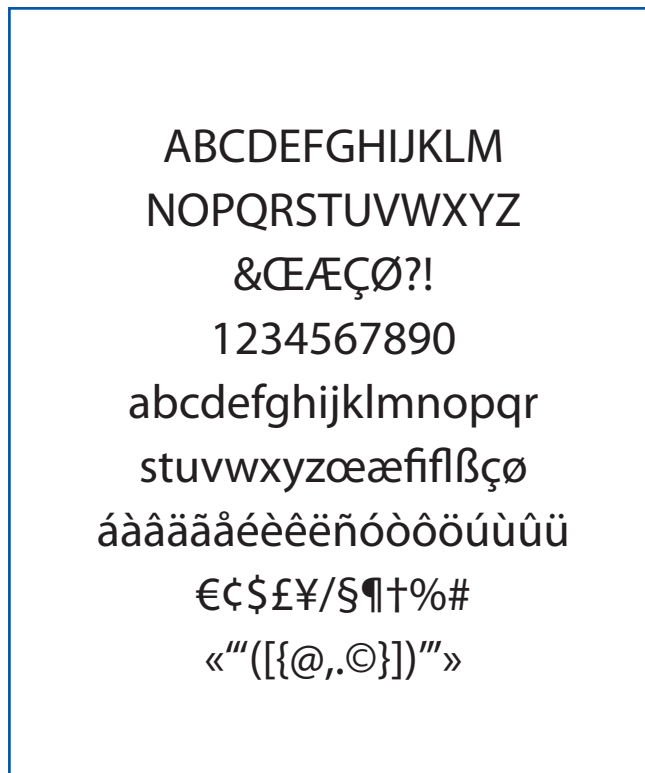 ABCDEFGHIJKLM
NOPQRSTUVWXYZ
&ŒÆÇØ?!
1234567890
abcdefghijklmnopqr
stuvwxyzœæfiflßçø
áàâäãåéèêëñóòôöúùûü
€¢$£¥/§¶†%#
«“‘([{@,.©}])’”»